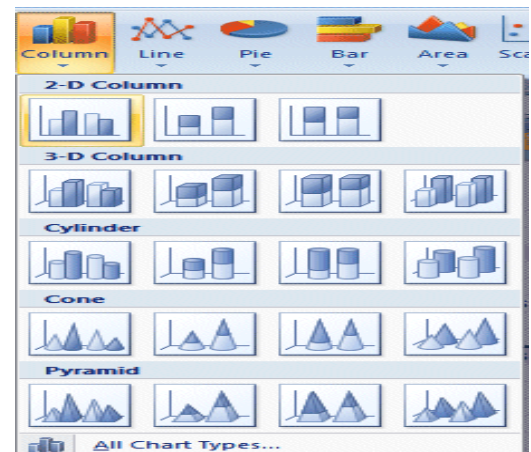 Column Line Pie Bar Area
2-D Column
3-D Column
Cylinder
Cone
Pyramid
All Chart Types...